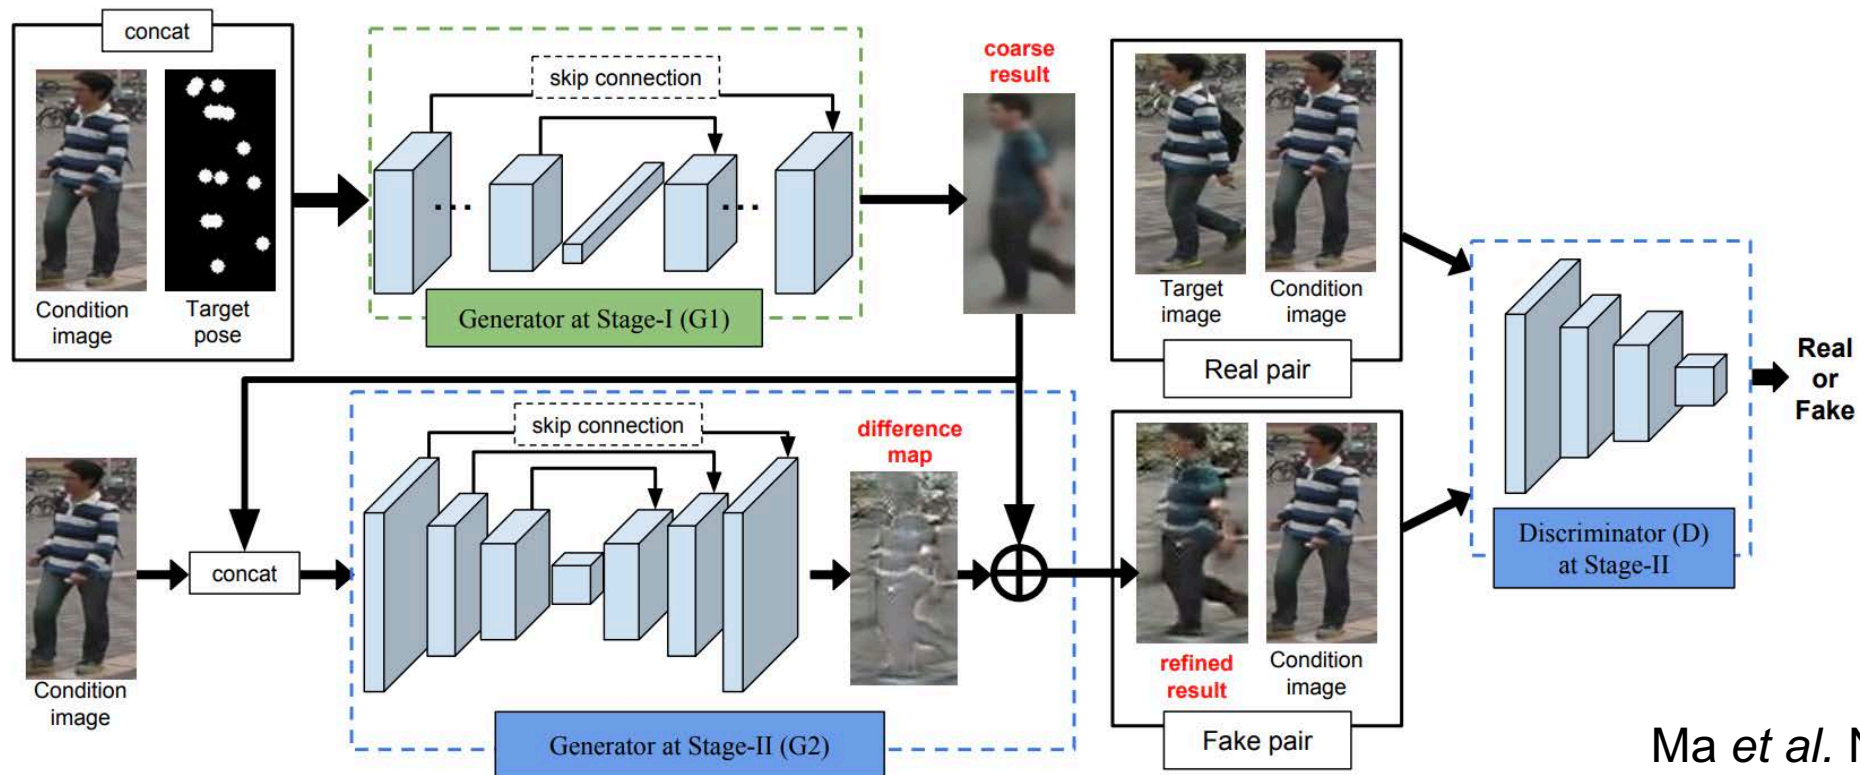 concat
Condition
image
Target
pose
skip connection
Generator at Stage-I (G1)
coarse
result
Target
image
Condition
image
Real pair
Real
or
Fake
Discriminator (D)
at Stage-II
Condition
image
concat
skip connection
difference
map
Generator at Stage-II (G2)
refined
result
Condition
image
Fake pair
Ma et al. N